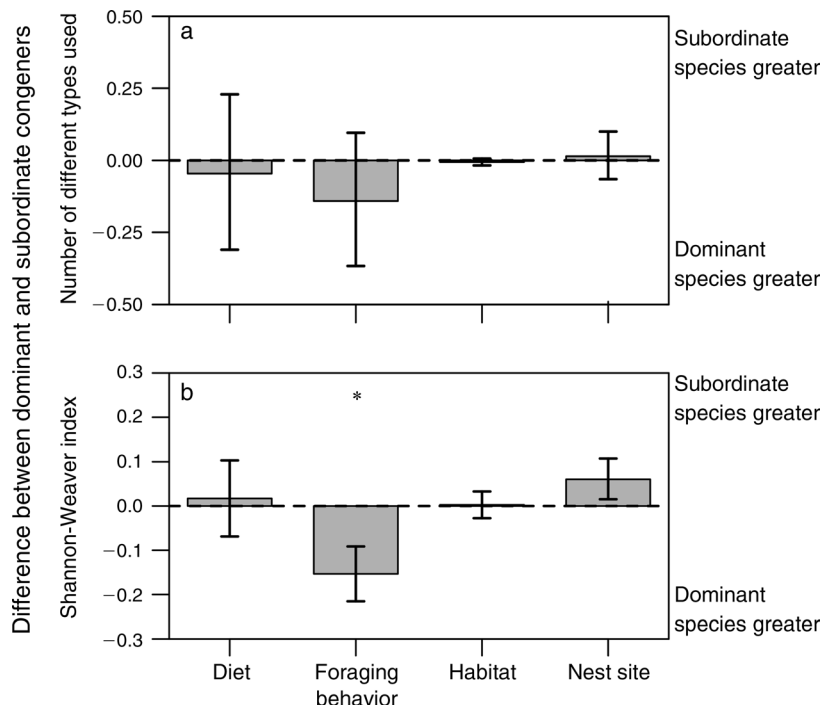 Difference between dominant and subordinate congeners
Number of different types used
0.50
0.25
0.00
−0.25
−0.50
a
Subordinate
species greater
Dominant
species greater
Shannon-Weaver index
0.3
0.2
0.1
0.0
−0.1
−0.2
−0.3
b
*
Subordinate
species greater
Dominant
species greater
Diet
Foraging
behavior
Habitat
Nest site